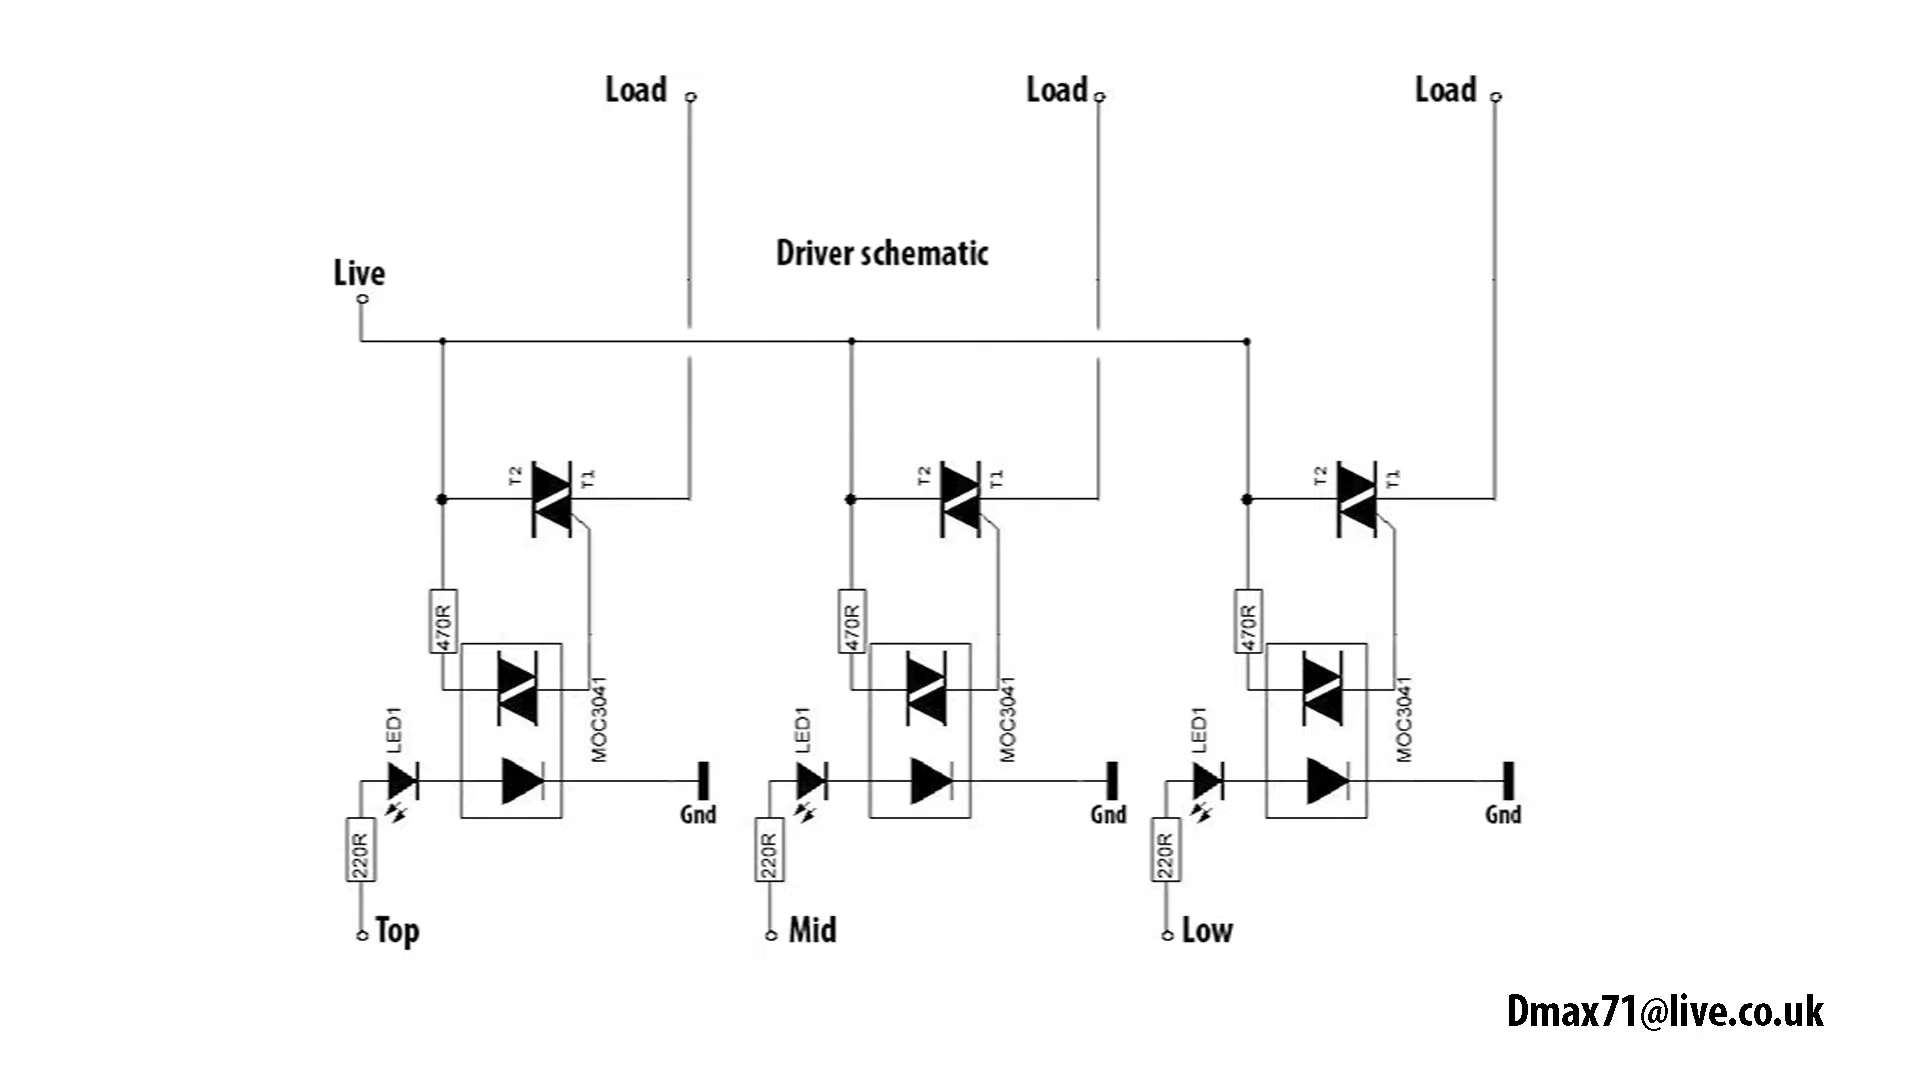 Load Load Load
Driver schematic
Live
T2 T1 T2 T1 T2 T1
470R 470R 470R
LED1 MOC3041 LED1 MOC3041 LED1 MOC3041
Gnd Gnd Gnd
220R 220R 220R
Top Mid Low
Dmax71@live.co.uk